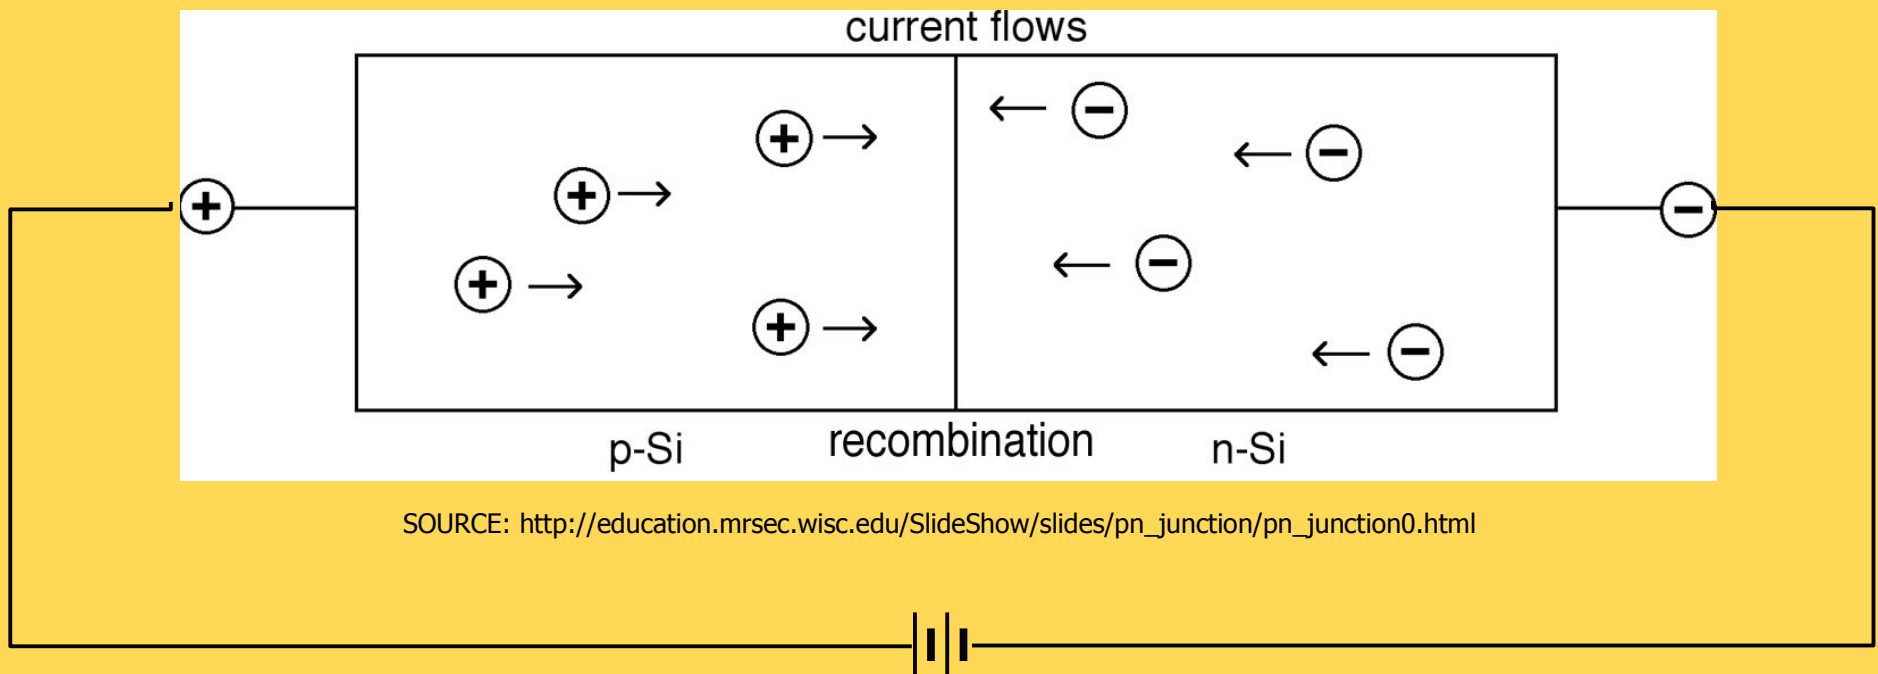 current flows
p-Si recombination n-Si
SOURCE: http://education.mrsec.wisc.edu/SlideShow/slides/pn_junction/pn_junction0.html